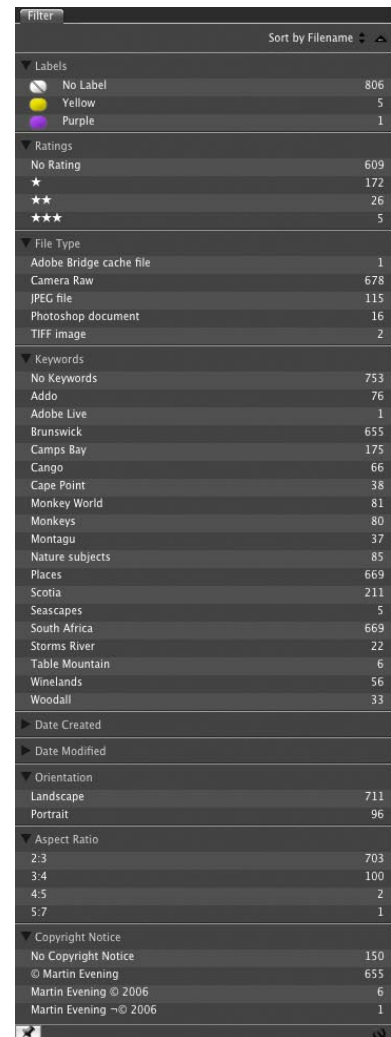 Filter
Sort by Filename
Labels
No Label 806
Yellow 5
Purple 1
Ratings
No Rating 609
★ 172
★★ 26
★★★ 5
File Type
Adobe Bridge cache file 1
Camera Raw 678
JPEG file 115
Photoshop document 16
TIFF image 2
Keywords
No Keywords 753
Addo 76
Adobe Live 1
Brunswick 655
Camps Bay 175
Cango 66
Cape Point 38
Monkey World 81
Monkeys 80
Montagu 37
Nature subjects 85
Places 669
Scotia 211
Seascapes 5
South Africa 669
Storms River 22
Table Mountain 6
Winelands 56
Woodall 33
Date Created
Date Modified
Orientation
Landscape 711
Portrait 96
Aspect Ratio
2:3 703
3:4 100
4:5 2
5:7 1
Copyright Notice
No Copyright Notice 150
© Martin Evening 655
Martin Evening © 2006 6
Martin Evening ¬© 2006 1